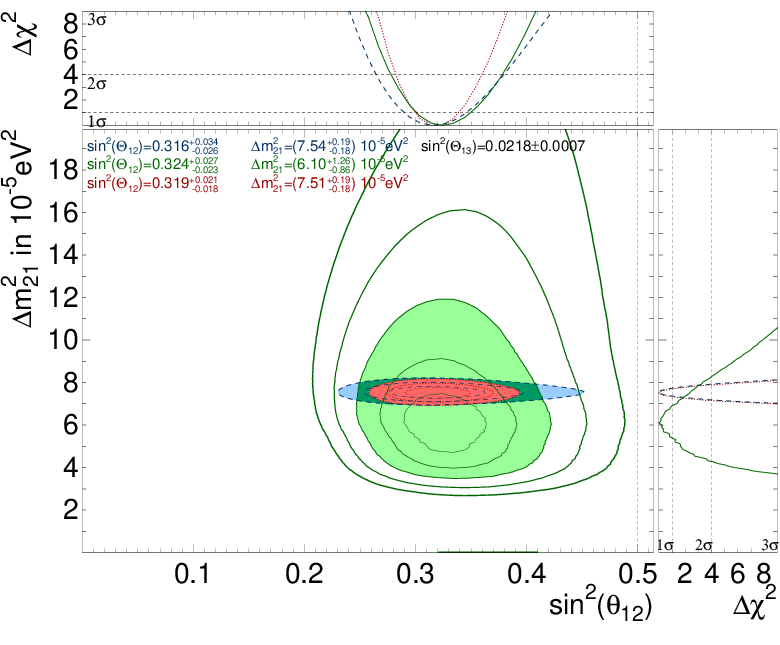 Δχ²
8
6
4
2
3σ
2σ
1σ
sin²(Θ₁₂)=0.316+0.034 -0.026 Δm²₂₁=(7.54+0.19 -0.18) 10⁻⁵eV² sin²(Θ₁₃)=0.0218±0.0007
sin²(Θ₁₂)=0.324+0.027 -0.023 Δm²₂₁=(6.10+1.26 -0.86) 10⁻⁵eV²
sin²(Θ₁₂)=0.319+0.021 -0.018 Δm²₂₁=(7.51+0.19 -0.18) 10⁻⁵eV²
Δm²₂₁ in 10⁻⁵eV²
18
16
14
12
10
8
6
4
2
1σ 2σ 3σ
0.1 0.2 0.3 0.4 0.5 2 4 6 8
sin²(θ₁₂) Δχ²